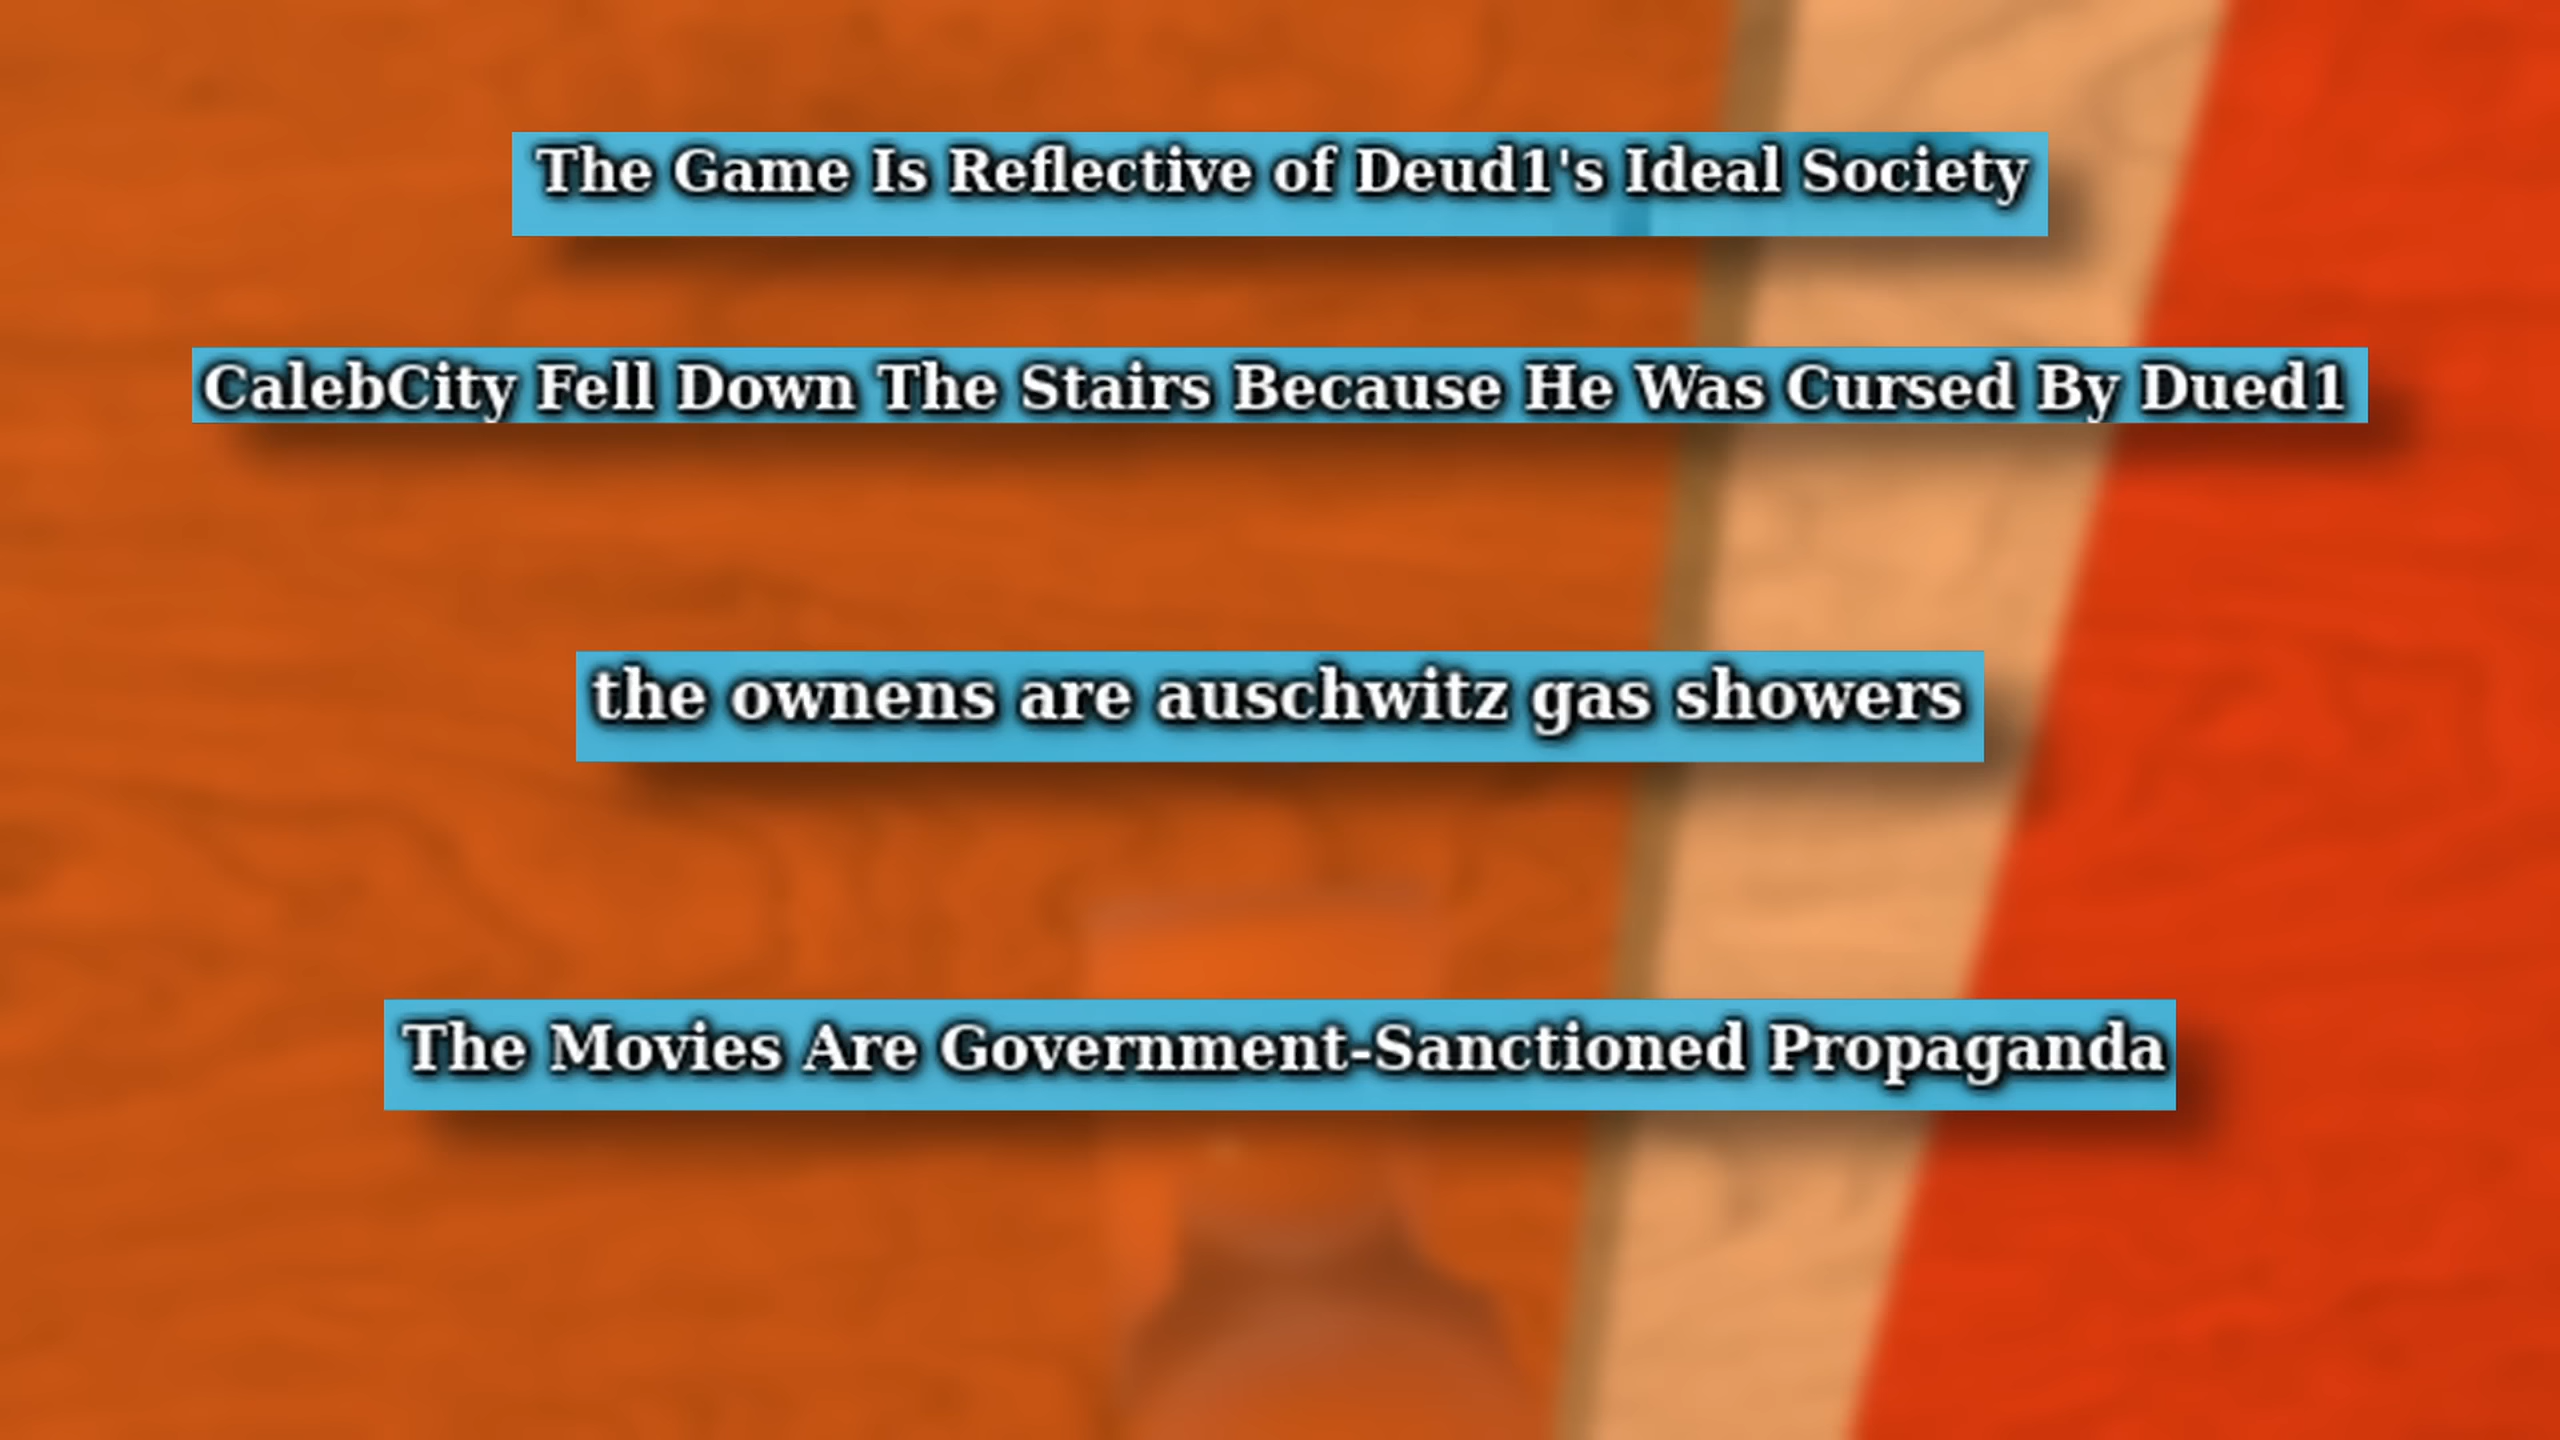 The Game Is Reflective of Deud1's Ideal Society
CalebCity Fell Down The Stairs Because He Was Cursed By Dued1
the ownens are auschwitz gas showers
The Movies Are Government-Sanctioned Propaganda